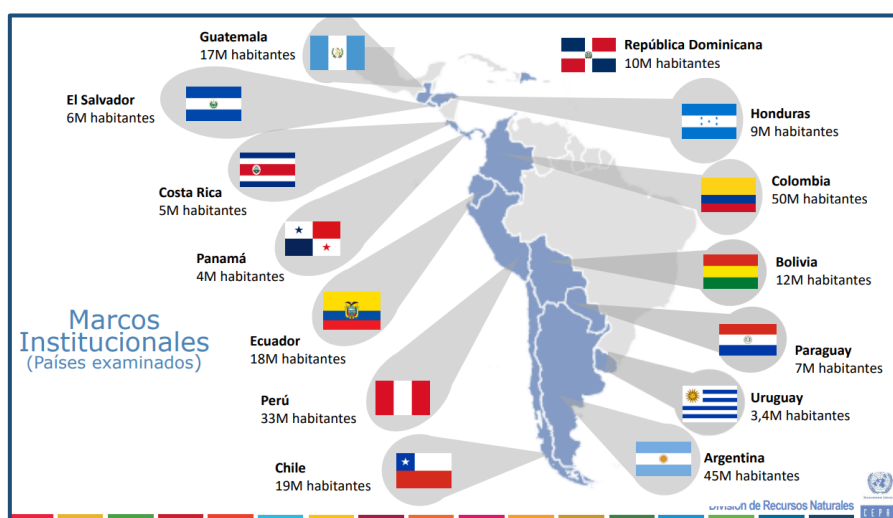 Guatemala
17M habitantes
República Dominicana
10M habitantes
El Salvador
6M habitantes
Honduras
9M habitantes
Costa Rica
5M habitantes
Colombia
50M habitantes
Panamá
4M habitantes
Bolivia
12M habitantes
Marcos
Institucionales
(Países examinados)
Ecuador
18M habitantes
Paraguay
7M habitantes
Perú
33M habitantes
Uruguay
3,4M habitantes
Chile
19M habitantes
Argentina
45M habitantes
División de Recursos Naturales